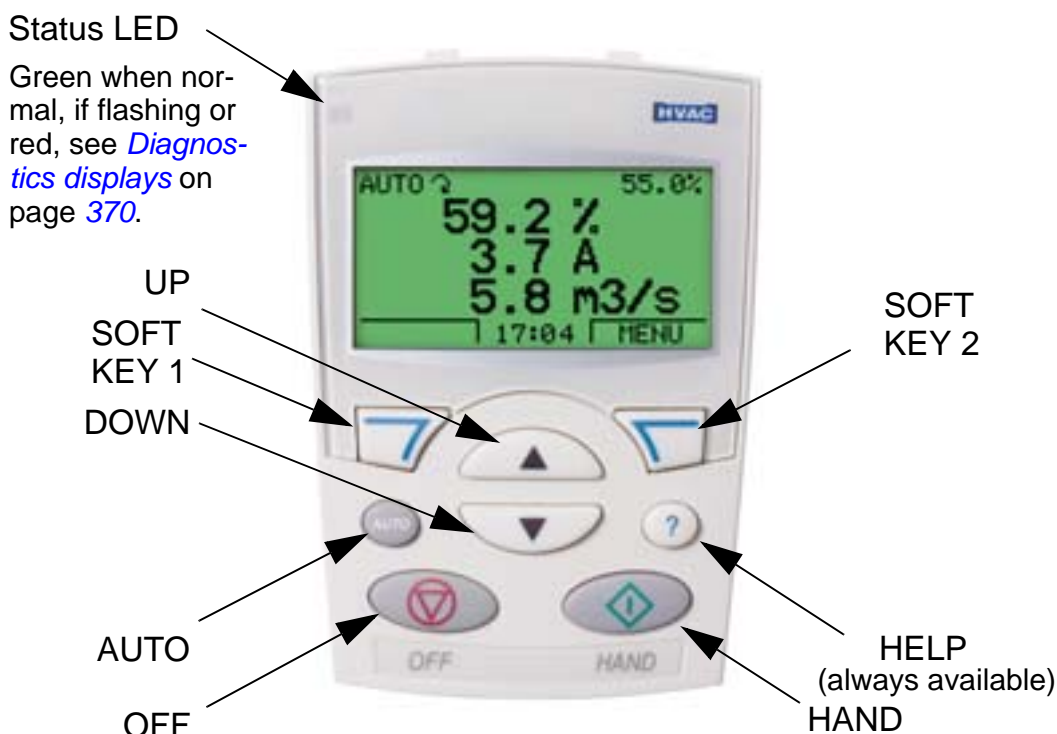 Status LED
Green when nor-
mal, if flashing or
red, see Diagnos-
tics displays on
page 370.
HVAC
AUTO 55.0%
59.2 %
3.7 A
5.8 m3/s
17:04 MENU
UP
SOFT
KEY 1
DOWN
SOFT
KEY 2
AUTO
?
OFF HAND
AUTO
OFF
HELP
(always available)
HAND